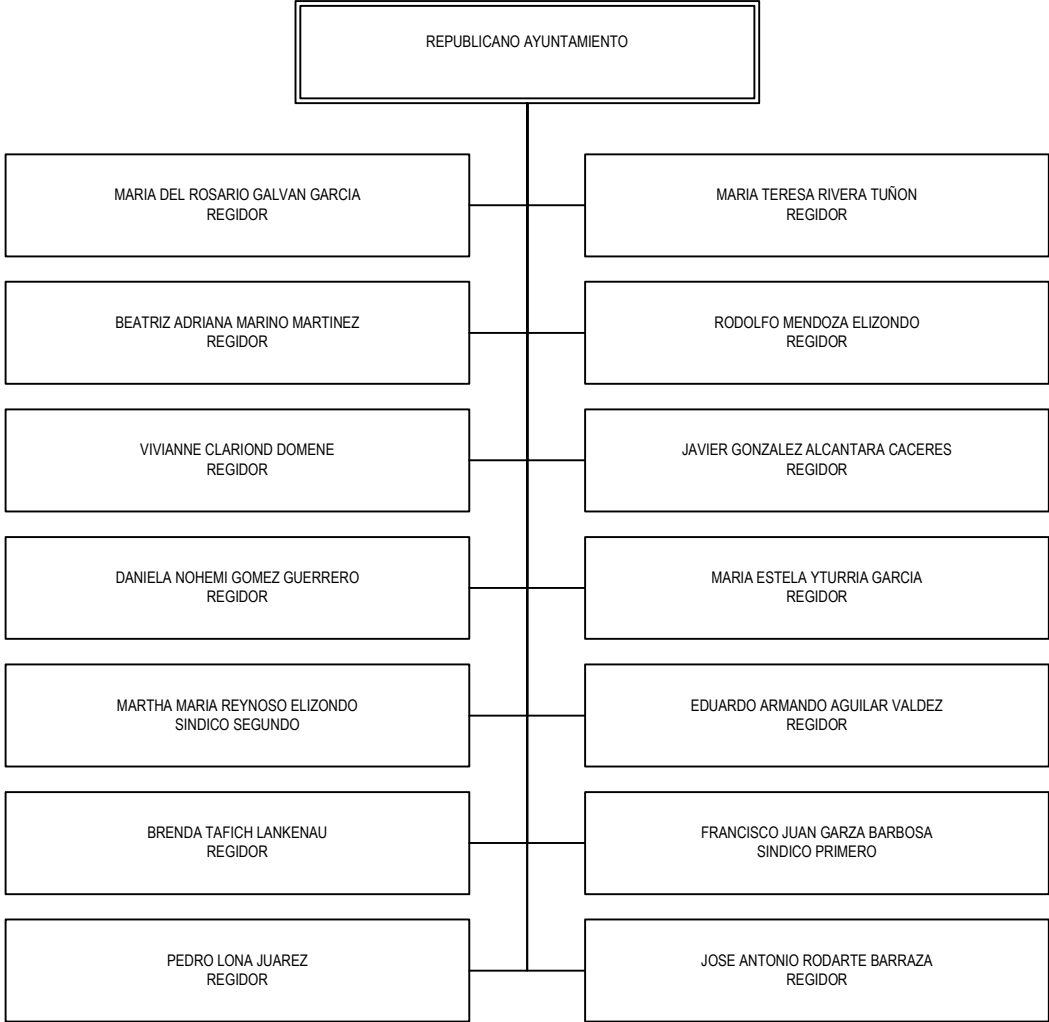 REPUBLICANO AYUNTAMIENTO
MARIA DEL ROSARIO GALVAN GARCIA
REGIDOR
MARIA TERESA RIVERA TUÑON
REGIDOR
BEATRIZ ADRIANA MARINO MARTINEZ
REGIDOR
RODOLFO MENDOZA ELIZONDO
REGIDOR
VIVIANNE CLARIOND DOMENE
REGIDOR
JAVIER GONZALEZ ALCANTARA CACERES
REGIDOR
DANIELA NOHEMI GOMEZ GUERRERO
REGIDOR
MARIA ESTELA YTURRIA GARCIA
REGIDOR
MARTHA MARIA REYNOSO ELIZONDO
SINDICO SEGUNDO
EDUARDO ARMANDO AGUILAR VALDEZ
REGIDOR
BRENDA TAFICH LANKENAU
REGIDOR
FRANCISCO JUAN GARZA BARBOSA
SINDICO PRIMERO
PEDRO LONA JUAREZ
REGIDOR
JOSE ANTONIO RODARTE BARRAZA
REGIDOR